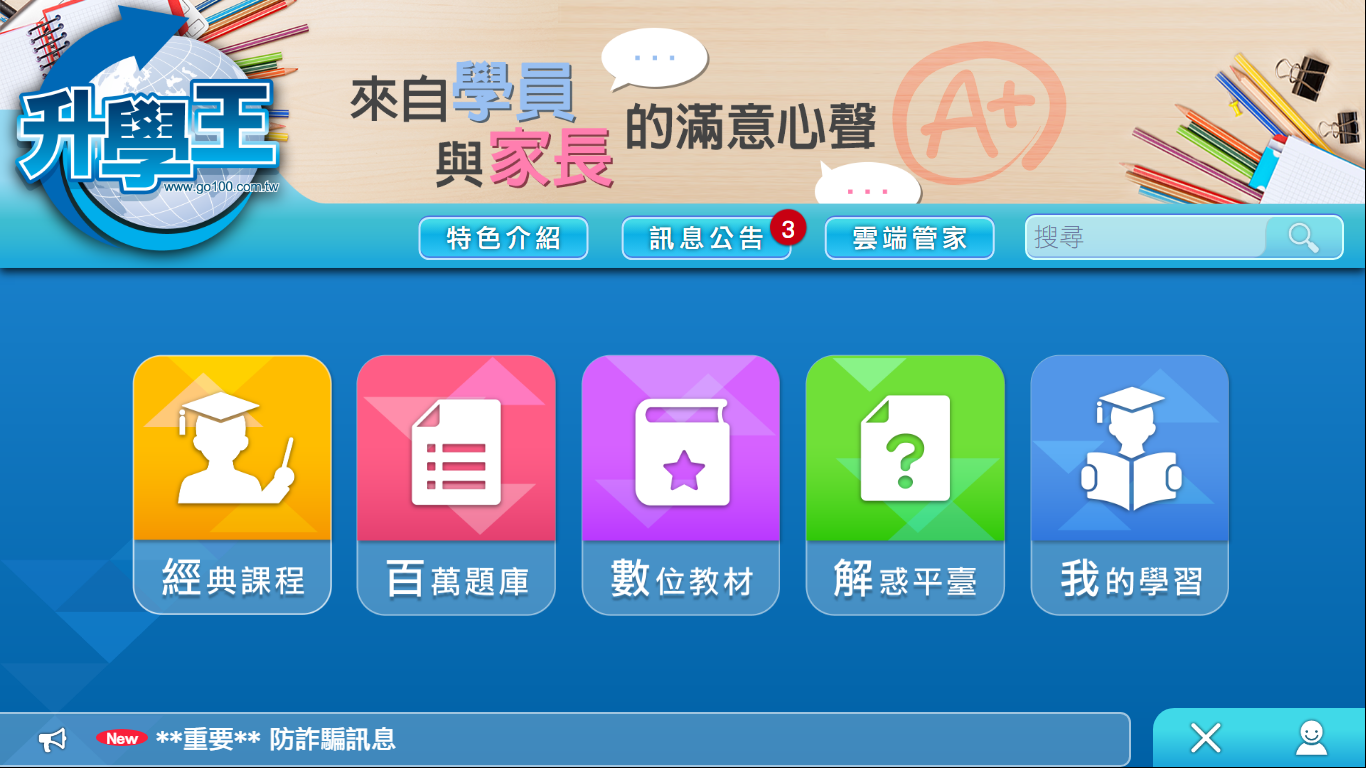 升學王
www.go100.com.tw
來自學員
與家長
的滿意心聲
A+
特色介紹
訊息公告
3
雲端管家
搜尋
經典課程
百萬題庫
數位教材
解惑平臺
我的學習
New **重要** 防詐騙訊息